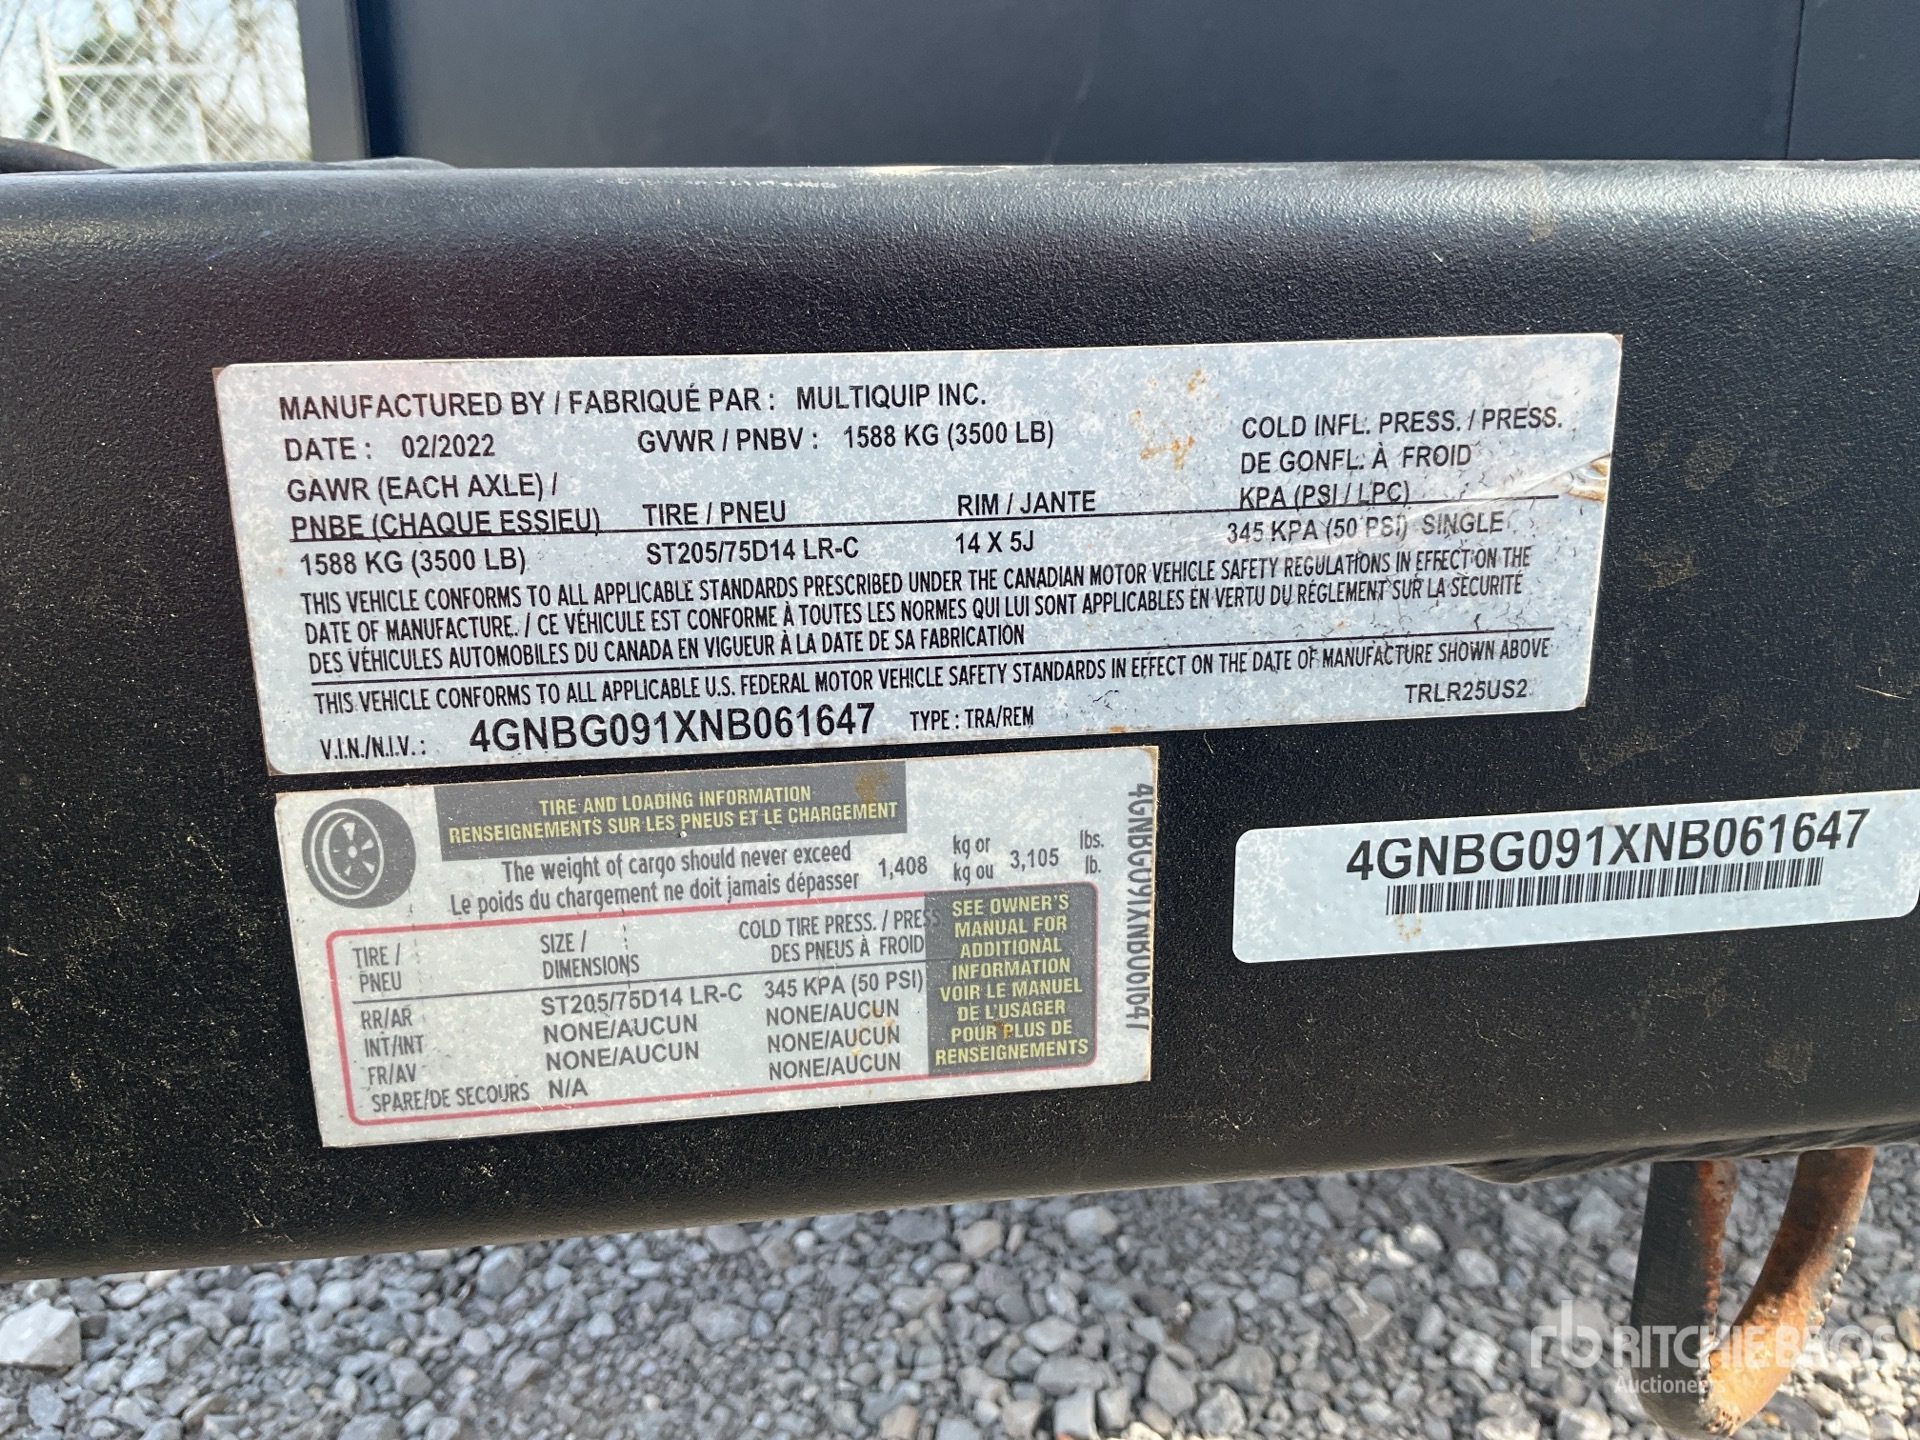 MANUFACTURED BY / FABRIQUÉ PAR : MULTIQUIP INC.
DATE : 02/2022 GVWR / PNBV : 1588 KG (3500 LB)
COLD INFL. PRESS. / PRESS.
DE GONFL. À FROID
KPA (PSI / LPC)
GAWR (EACH AXLE) /
PNBE (CHAQUE ESSIEU) TIRE / PNEU RIM / JANTE
1588 KG (3500 LB) ST205/75D14 LR-C 14 X 5J 345 KPA (50 PSI) SINGLE
THIS VEHICLE CONFORMS TO ALL APPLICABLE STANDARDS PRESCRIBED UNDER THE CANADIAN MOTOR VEHICLE SAFETY REGULATIONS IN EFFECT ON THE
DATE OF MANUFACTURE. / CE VÉHICULE EST CONFORME À TOUTES LES NORMES QUI LUI SONT APPLICABLES EN VERTU DU RÉGLEMENT SUR LA SÉCURITÉ
DES VÉHICULES AUTOMOBILES DU CANADA EN VIGUEUR À LA DATE DE SA FABRICATION
THIS VEHICLE CONFORMS TO ALL APPLICABLE U.S. FEDERAL MOTOR VEHICLE SAFETY STANDARDS IN EFFECT ON THE DATE OF MANUFACTURE SHOWN ABOVE
V.I.N./N.I.V.: 4GNBG091XNB061647 TYPE : TRA/REM TRLR25US2
TIRE AND LOADING INFORMATION
RENSEIGNEMENTS SUR LES PNEUS ET LE CHARGEMENT
The weight of cargo should never exceed
Le poids du chargement ne doit jamais dépasser
1,408 kg or
kg ou 3,105 lbs.
lb.
TIRE /
PNEU SIZE /
DIMENSIONS COLD TIRE PRESS. / PRESS
DES PNEUS À FROID
RR/AR ST205/75D14 LR-C 345 KPA (50 PSI)
INT/INT NONE/AUCUN NONE/AUCUN
FR/AV NONE/AUCUN NONE/AUCUN
SPARE/DE SECOURS N/A NONE/AUCUN
SEE OWNER'S
MANUAL FOR
ADDITIONAL
INFORMATION
VOIR LE MANUEL
DE L'USAGER
POUR PLUS DE
RENSEIGNEMENTS
4GNBG091XNB061647
4GNBG091XNB061647
rb RITCHIE BROS
Auctioneers